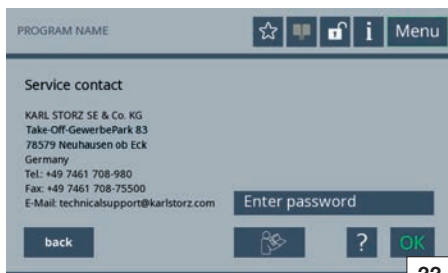 PROGRAM NAME
i
Menu
Service contact
KARL STORZ SE & Co. KG
Take-Off-GewerbePark 83
78579 Neuhausen ob Eck
Germany
Tel.: +49 7461 708-980
Fax: +49 7461 708-75500
E-Mail: technicalsupport@karlstorz.com
Enter password
back
?
OK